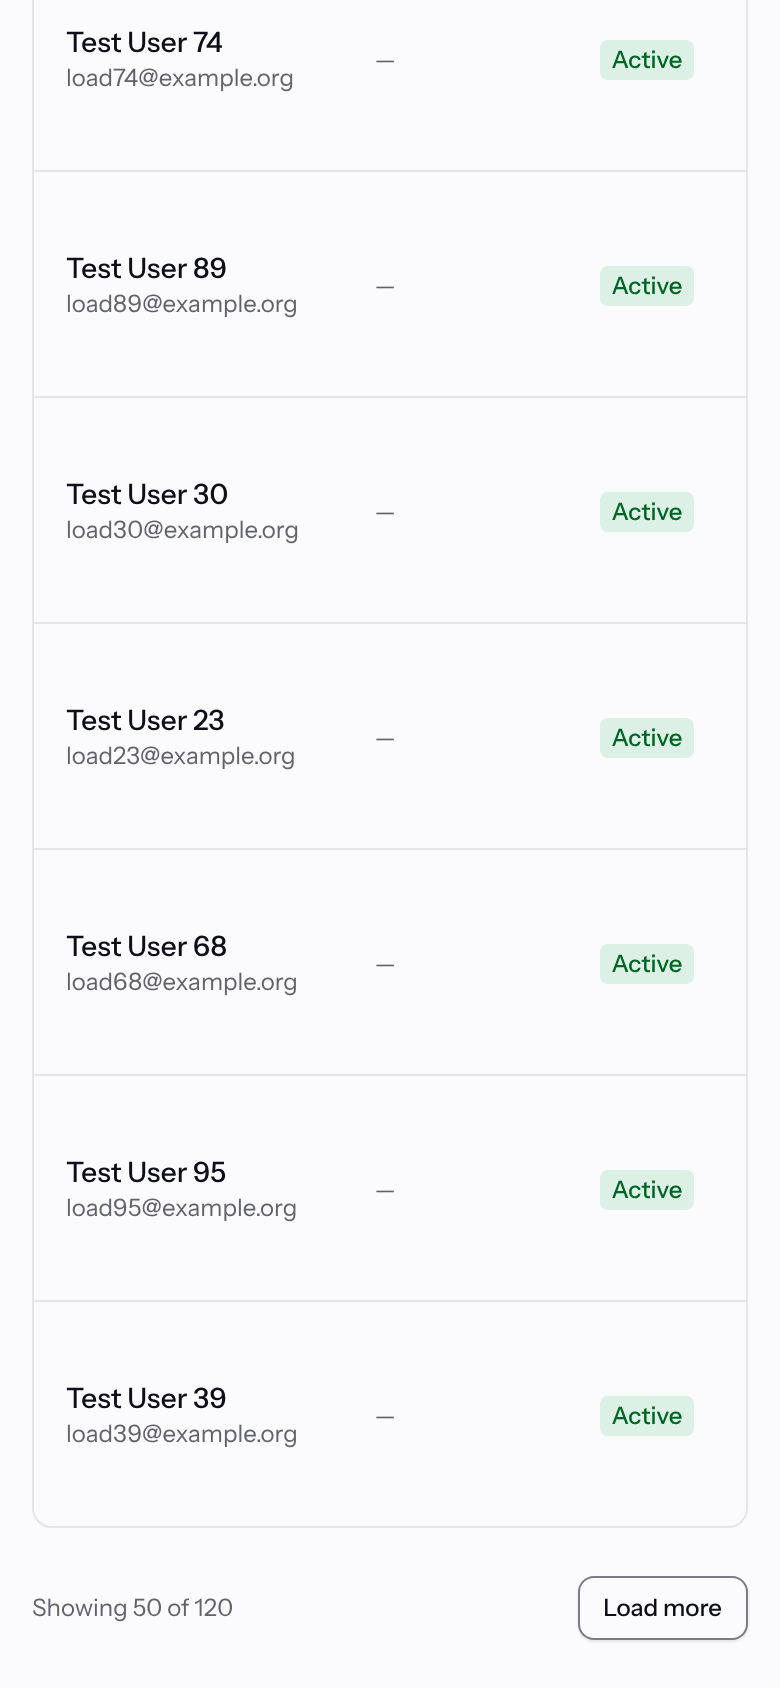 Test User 74
load74@example.org
—
Active
Test User 89
load89@example.org
—
Active
Test User 30
load30@example.org
—
Active
Test User 23
load23@example.org
—
Active
Test User 68
load68@example.org
—
Active
Test User 95
load95@example.org
—
Active
Test User 39
load39@example.org
—
Active
Showing 50 of 120
Load more